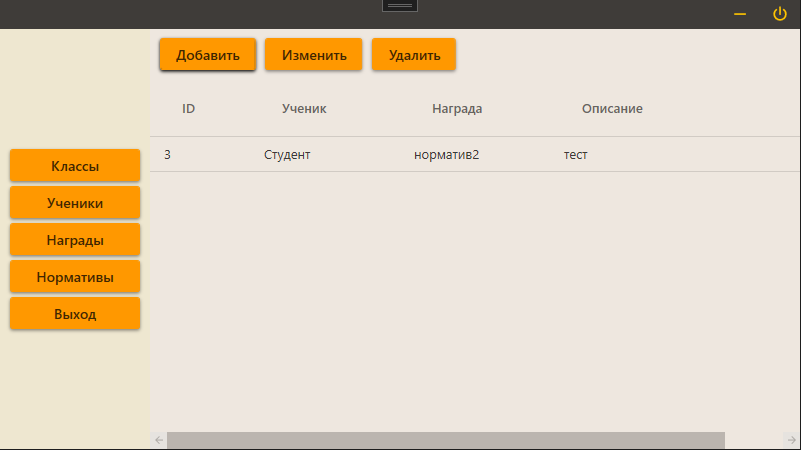 Добавить Изменить Удалить
ID Ученик Награда Описание
3 Студент норматив2 тест
Классы
Ученики
Награды
Нормативы
Выход